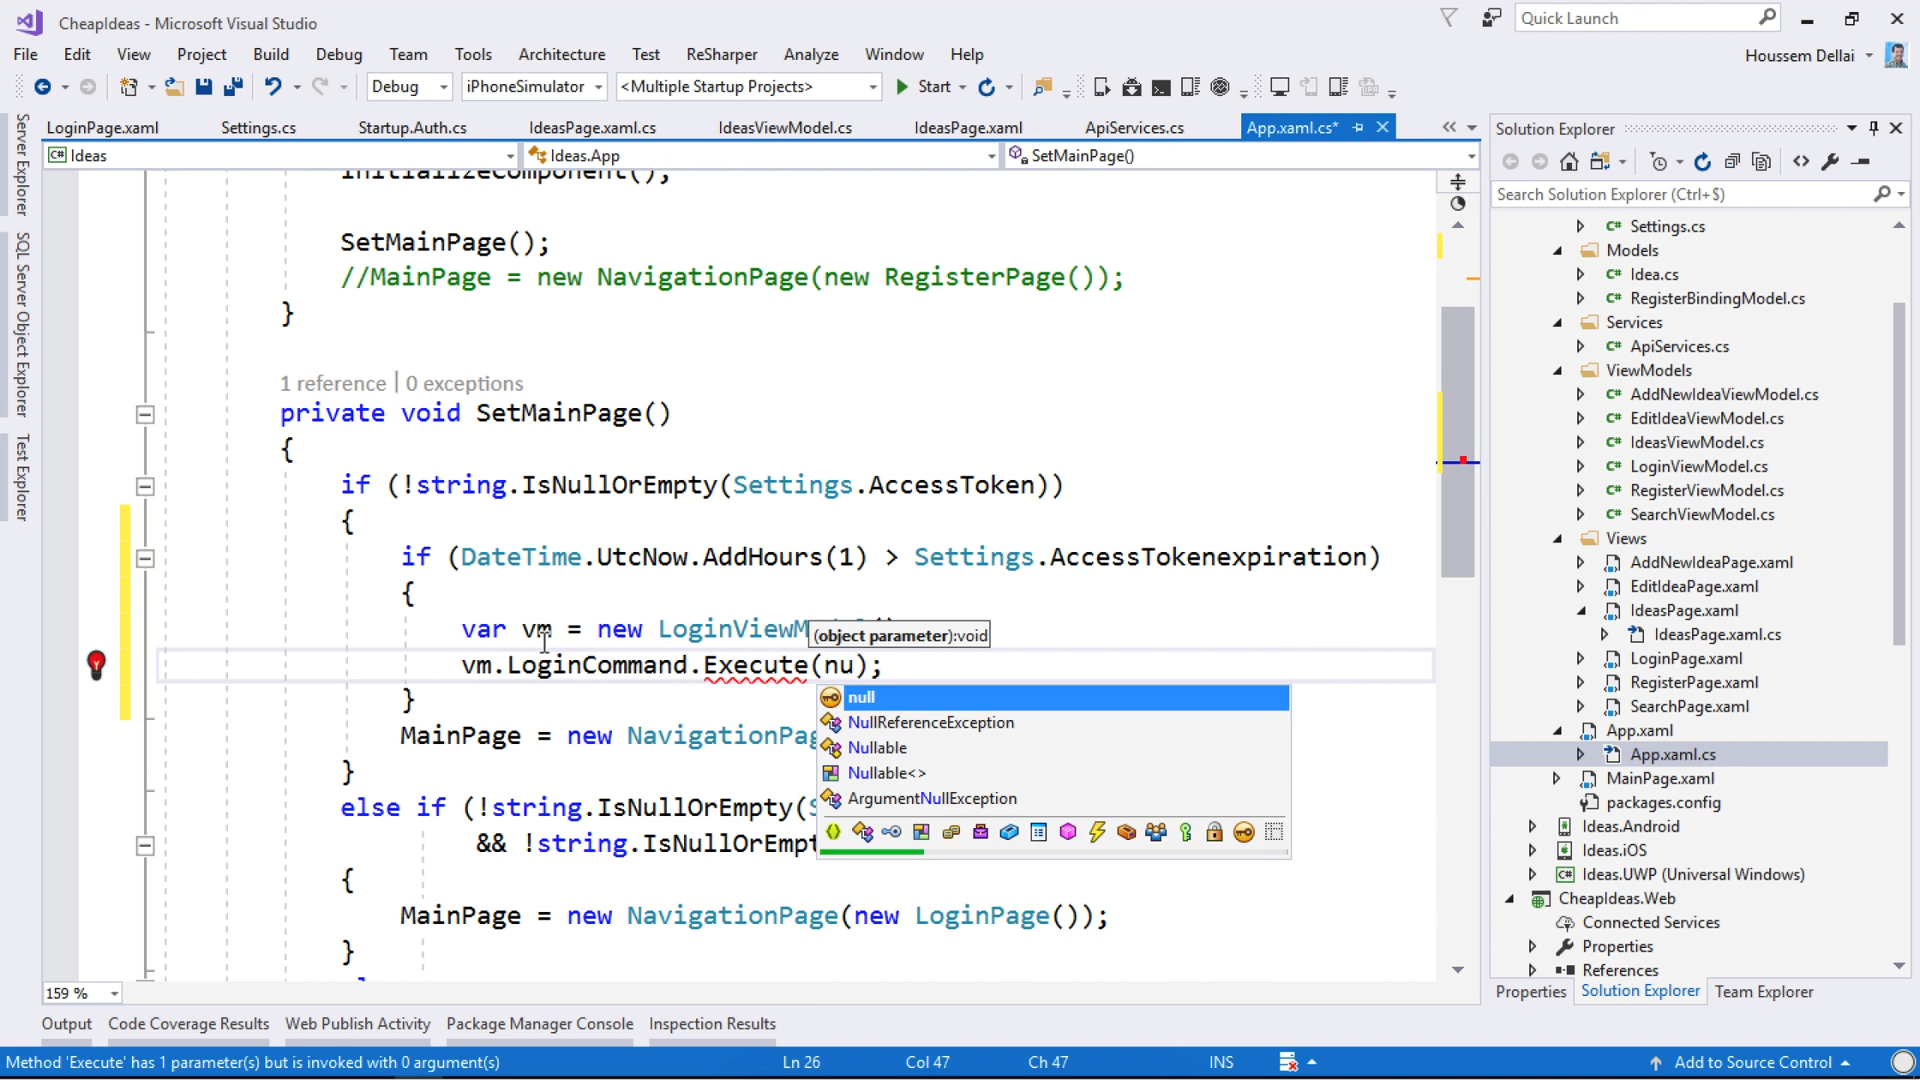 CheapIdeas - Microsoft Visual Studio
Quick Launch
File Edit View Project Build Debug Team Tools Architecture Test ReSharper Analyze Window Help
Houssem Dellai
Debug iPhoneSimulator <Multiple Startup Projects> Start
LoginPage.xaml Settings.cs Startup.Auth.cs IdeasPage.xaml.cs IdeasViewModel.cs IdeasPage.xaml ApiServices.cs App.xaml.cs*
Ideas Ideas.App SetMainPage()
Server Explorer
SQL Server Object Explorer
Test Explorer
InitializeComponent();
SetMainPage();
//MainPage = new NavigationPage(new RegisterPage());
}
1 reference | 0 exceptions
private void SetMainPage()
{
if (!string.IsNullOrEmpty(Settings.AccessToken))
{
if (DateTime.UtcNow.AddHours(1) > Settings.AccessTokenexpiration)
{
var vm = new LoginViewM
(object parameter):void
vm.LoginCommand.Execute(nu);
}
null
NullReferenceException
Nullable
Nullable<>
ArgumentNullException
MainPage = new NavigationPag
}
else if (!string.IsNullOrEmpty(
&& !string.IsNullOrEmpt
{
MainPage = new NavigationPage(new LoginPage());
}
159 %
Solution Explorer
Search Solution Explorer (Ctrl+$)
Settings.cs
Models
Idea.cs
RegisterBindingModel.cs
Services
ApiServices.cs
ViewModels
AddNewIdeaViewModel.cs
EditIdeaViewModel.cs
IdeasViewModel.cs
LoginViewModel.cs
RegisterViewModel.cs
SearchViewModel.cs
Views
AddNewIdeaPage.xaml
EditIdeaPage.xaml
IdeasPage.xaml
IdeasPage.xaml.cs
LoginPage.xaml
RegisterPage.xaml
SearchPage.xaml
App.xaml
App.xaml.cs
MainPage.xaml
packages.config
Ideas.Android
Ideas.iOS
Ideas.UWP (Universal Windows)
CheapIdeas.Web
Connected Services
Properties
References
Properties Solution Explorer Team Explorer
Output Code Coverage Results Web Publish Activity Package Manager Console Inspection Results
Method 'Execute' has 1 parameter(s) but is invoked with 0 argument(s) Ln 26 Col 47 Ch 47 INS Add to Source Control